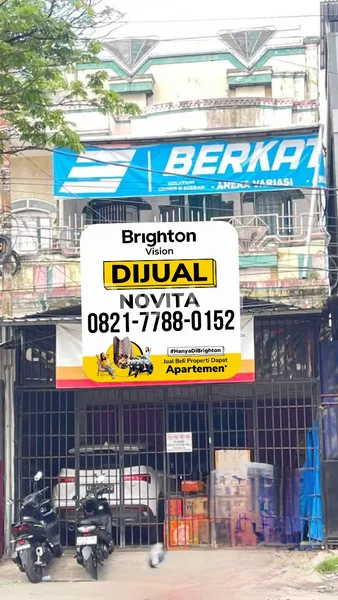 BERKAT
ANEKA VARIASI
Brighton
Vision
DIJUAL
NOVITA
0821-7788-0152
#HanyaDiBrighton
Jual Beli Properti Dapat
Apartemen*